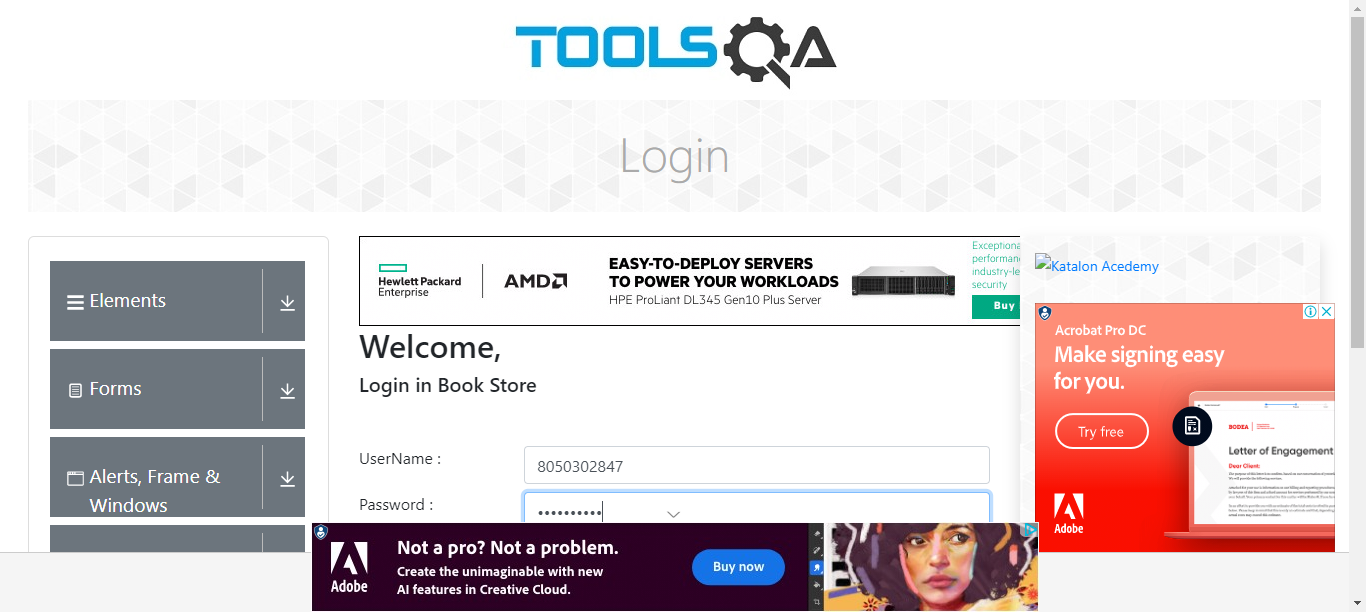 TOOLSQA
Login
Elements
Forms
Alerts, Frame &
Windows
Hewlett Packard
Enterprise
AMD
EASY-TO-DEPLOY SERVERS
TO POWER YOUR WORKLOADS
HPE ProLiant DL345 Gen10 Plus Server
Exceptiona
performanc
industry-le
security
Buy
Welcome,
Login in Book Store
UserName :
8050302847
Password :
••••••••••
Katalon Acedemy
Acrobat Pro DC
Make signing easy
for you.
Try free
Adobe
BODEA
Letter of Engagement
Dear Client:
Adobe
Not a pro? Not a problem.
Create the unimaginable with new
AI features in Creative Cloud.
Buy now